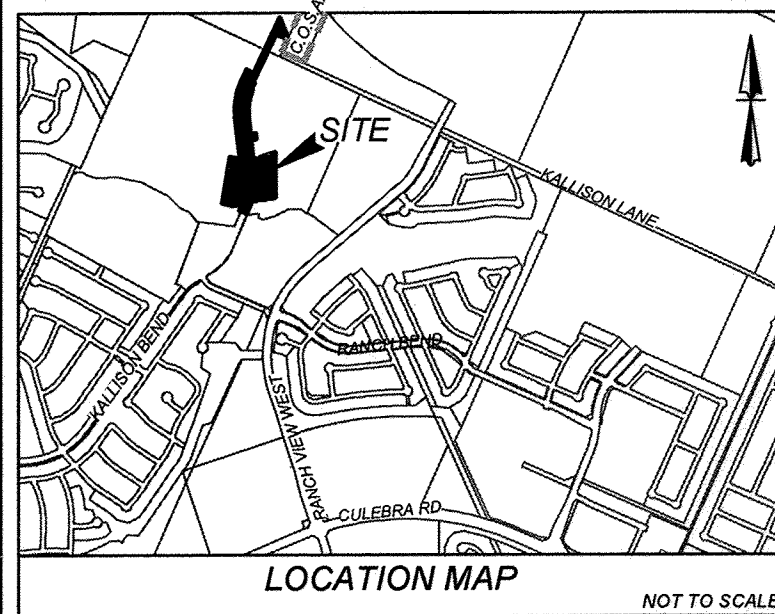 C.O.S.A
SITE
KALLISON LANE
KALLISON BEND
RANCH BEND
RANCH VIEW WEST
CULEBRA RD
LOCATION MAP
NOT TO SCALE